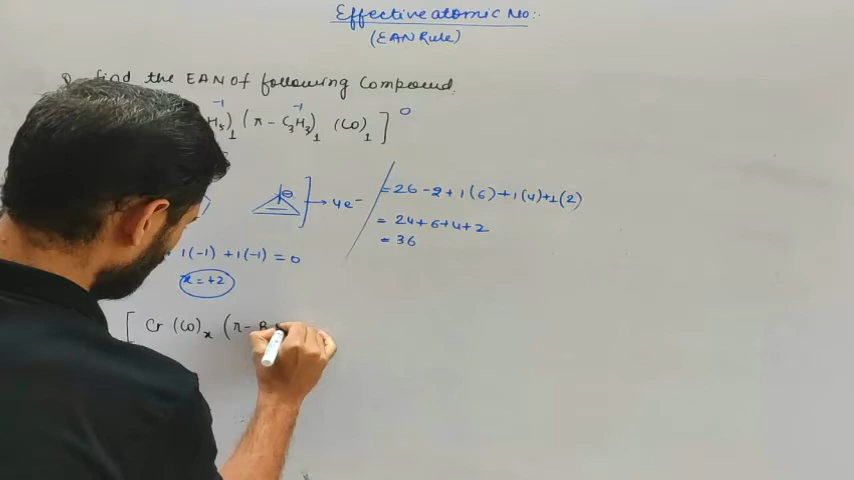 Effective atomic No:-
(EAN Rule)
find the EAN Of following Compound.
H₅)₁⁻¹ (π - C₃H₃)₁⁻¹ (CO)₁ ]⁰
⊖ ] → 4e⁻
= 26 - 2 + 1(6) + 1(4) + 1(2)
= 24 + 6 + 4 + 2
= 36
1(-1) + 1(-1) = 0
x = +2
[ Cr (CO)ₓ (π -